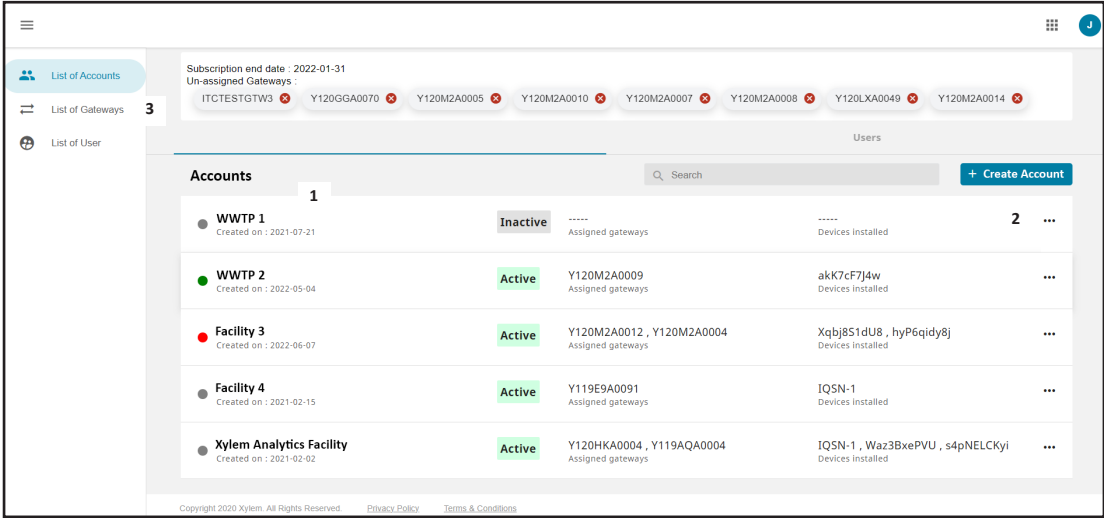 J
List of Accounts
List of Gateways 3
List of User
Subscription end date : 2022-01-31
Un-assigned Gateways :
ITCTESTGTW3 Y120GGA0070 Y120M2A0005 Y120M2A0010 Y120M2A0007 Y120M2A0008 Y120LXA0049 Y120M2A0014
Users
Accounts Search + Create Account
1
WWTP 1 Inactive ----- ----- 2 ...
Created on : 2021-07-21 Assigned gateways Devices installed
WWTP 2 Active Y120M2A0009 akK7cF7J4w ...
Created on : 2022-05-04 Assigned gateways Devices installed
Facility 3 Active Y120M2A0012 , Y120M2A0004 Xqbj8S1dU8 , hyP6qidy8j ...
Created on : 2022-06-07 Assigned gateways Devices installed
Facility 4 Active Y119E9A0091 IQSN-1 ...
Created on : 2021-02-15 Assigned gateways Devices installed
Xylem Analytics Facility Active Y120HKA0004 , Y119AQA0004 IQSN-1 , Waz3BxePVU , s4pNELCKyi ...
Created on : 2021-02-02 Assigned gateways Devices installed
Copyright 2020 Xylem. All Rights Reserved. Privacy Policy Terms & Conditions